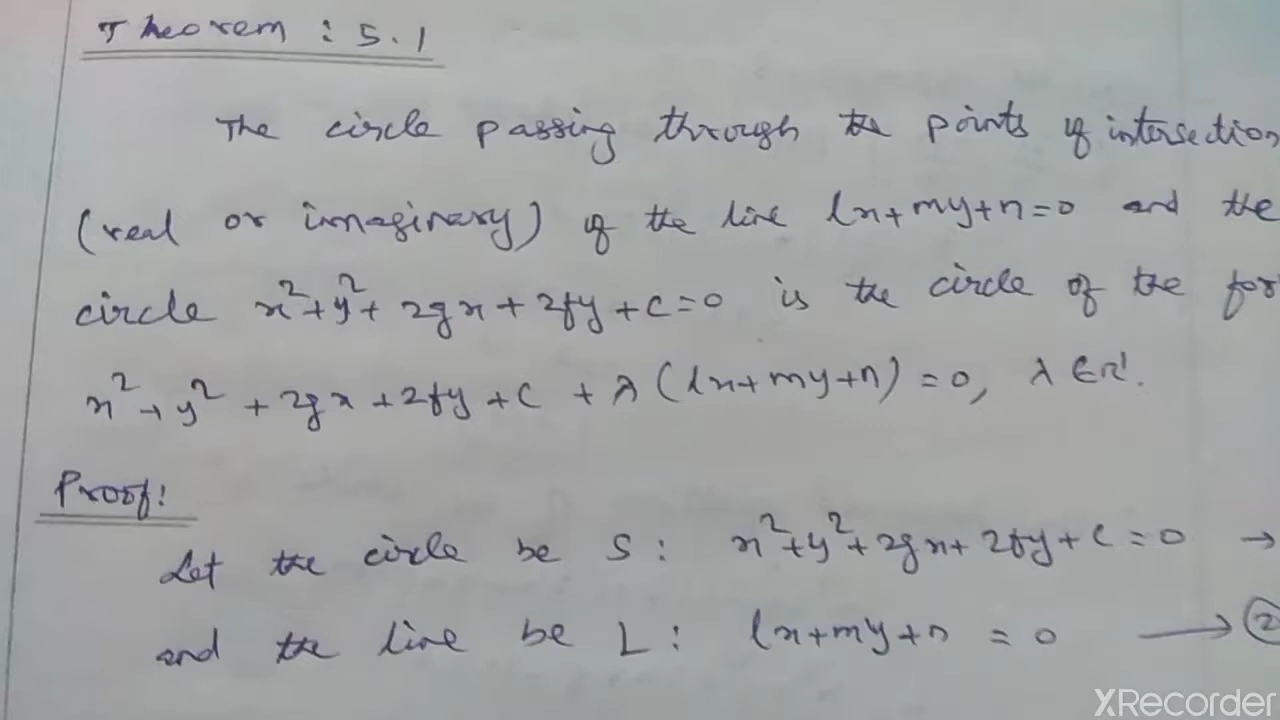 Theorem : 5.1
The circle passing through the points of intersection
(real or imaginary) of the line lx+my+n=0 and the
circle x²+y²+2gx+2fy+c=0 is the circle of the for
x²+y²+2gx+2fy+c+λ(lx+my+n)=0, λ∈R.
Proof:
Let the circle be S: x²+y²+2gx+2fy+c=0 →
and the line be L: lx+my+n=0 → ②
XRecorder